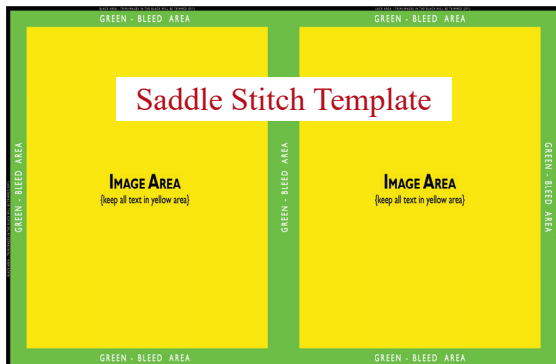 GREEN - BLEED AREA
GREEN - BLEED AREA
Saddle Stitch Template
GREEN - BLEED AREA
IMAGE AREA
{keep all text in yellow area}
GREEN - BLEED AREA
IMAGE AREA
{keep all text in yellow area}
GREEN - BLEED AREA
GREEN - BLEED AREA
GREEN - BLEED AREA